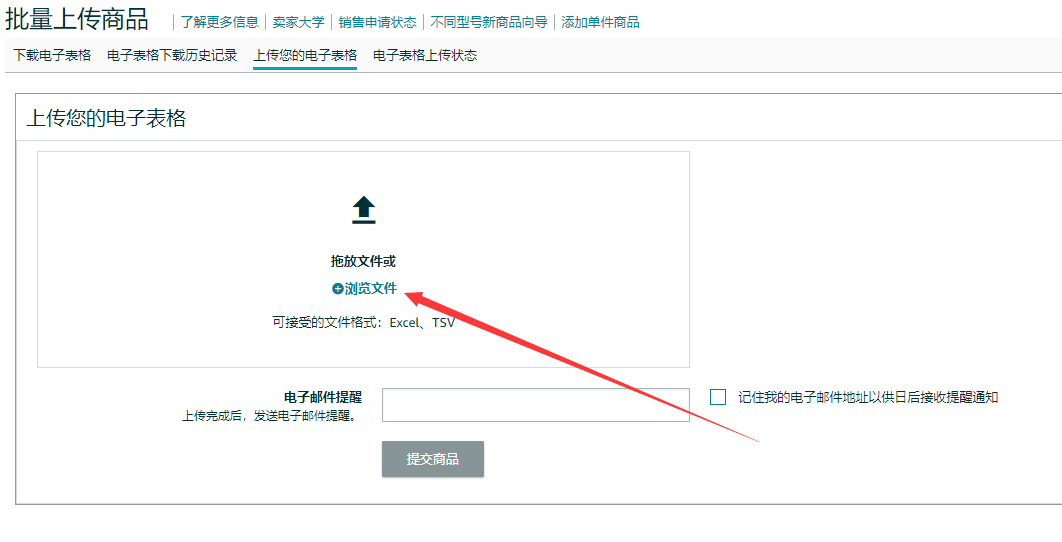 批量上传商品 | 了解更多信息 | 卖家大学 | 销售申请状态 | 不同型号新商品向导 | 添加单件商品
下载电子表格 电子表格下载历史记录 上传您的电子表格 电子表格上传状态
上传您的电子表格
拖放文件或
浏览文件
可接受的文件格式：Excel、TSV
电子邮件提醒
上传完成后，发送电子邮件提醒。
记住我的电子邮件地址以供日后接收提醒通知
提交商品